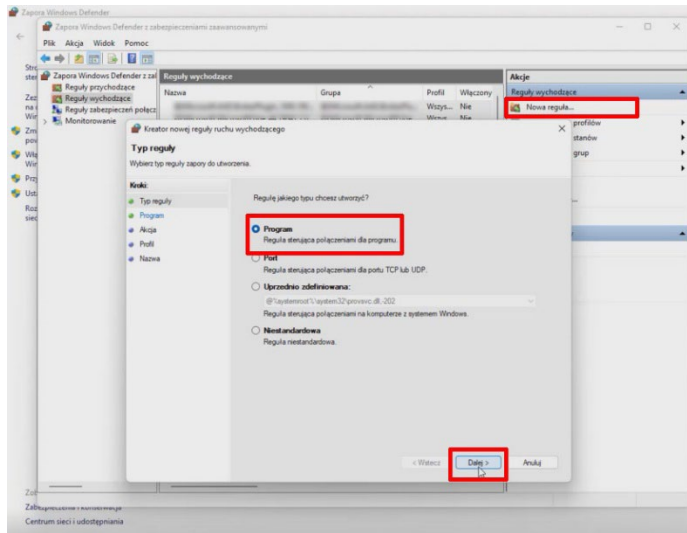 Zapora Windows Defender
Zapora Windows Defender z zabezpieczeniami zaawansowanymi
Plik Akcja Widok Pomoc
Zapora Windows Defender z zal
Reguły przychodzące
Reguły wychodzące
Reguły zabezpieczeń połącz
Monitorowanie
Reguły wychodzące
Nazwa Grupa Profil Włączony
Wszys... Nie
Wszys... Nie
Akcje
Reguły wychodzące
Nowa reguła...
profilów
stanów
grup
Kreator nowej reguły ruchu wychodzącego
Typ reguły
Wybierz typ reguły zapory do utworzenia.
Kroki:
Typ reguły
Program
Akcja
Profil
Nazwa
Regułę jakiego typu chcesz utworzyć?
Program
Reguła sterująca połączeniami dla programu.
Port
Reguła sterująca połączeniami dla portu TCP lub UDP.
Uprzednio zdefiniowana:
Reguła sterująca połączeniami na komputerze z systemem Windows.
Niestandardowa
Reguła niestandardowa.
< Wstecz Dalej > Anuluj
Centrum sieci i udostępniania